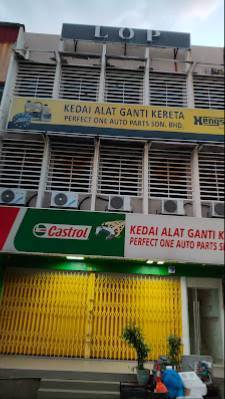 LOP
KEDAI ALAT GANTI KERETA
PERFECT ONE AUTO PARTS SDN. BHD.
Hengst
Castrol
KEDAI ALAT GANTI K
PERFECT ONE AUTO PARTS S